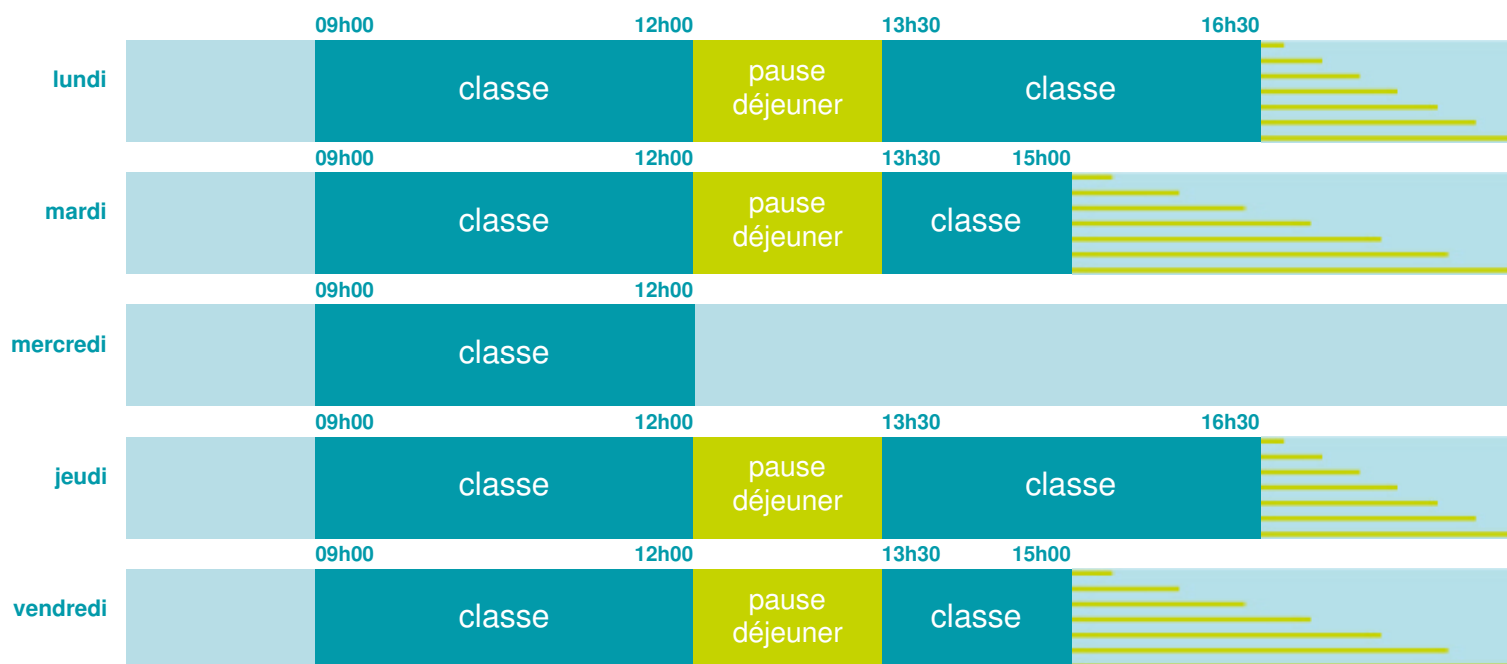 09h00 12h00 13h30 16h30
lundi classe pause déjeuner classe
09h00 12h00 13h30 15h00
mardi classe pause déjeuner classe
09h00 12h00
mercredi classe
09h00 12h00 13h30 16h30
jeudi classe pause déjeuner classe
09h00 12h00 13h30 15h00
vendredi classe pause déjeuner classe